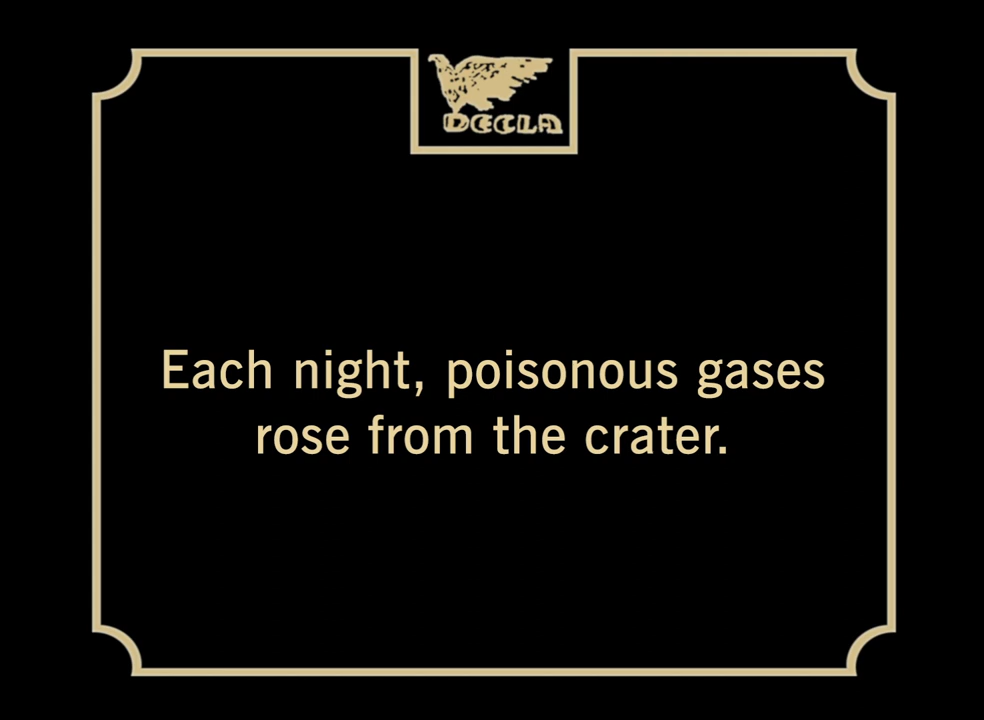 DECLA
Each night, poisonous gases
rose from the crater.